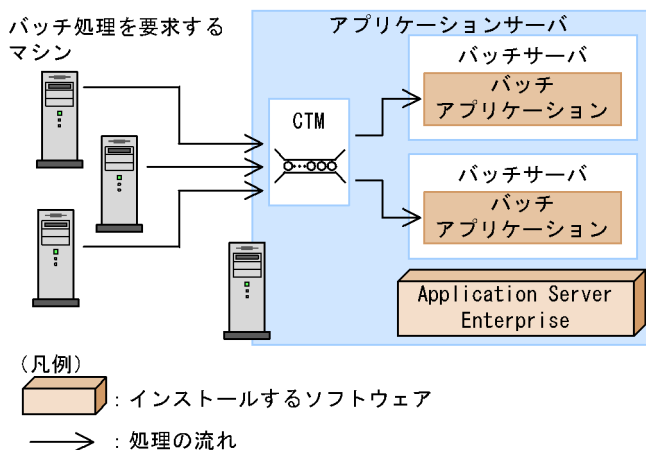 バッチ処理を要求する
マシン
アプリケーションサーバ
バッチサーバ
バッチ
アプリケーション
CTM
バッチサーバ
バッチ
アプリケーション
Application Server
Enterprise
(凡例)
：インストールするソフトウェア
：処理の流れ